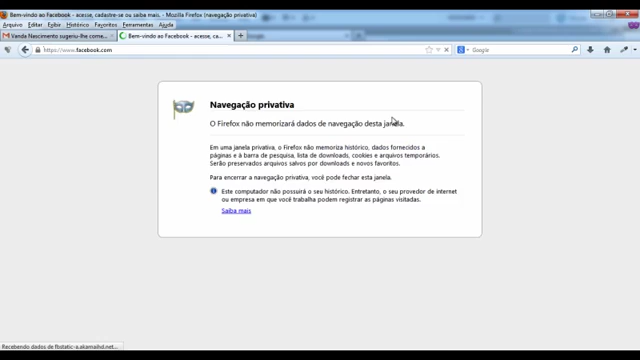 Bem-vindo ao Facebook - acesse, cadastre-se ou saiba mais. - Mozilla Firefox (navegação privativa)
Arquivo Editar Exibir Histórico Favoritos Ferramentas Ajuda
Vanda Nascimento sugeriu-lhe come...
Bem-vindo ao Facebook - acesse, cad...
https://www.facebook.com
Google
Navegação privativa
O Firefox não memorizará dados de navegação desta janela.
Em uma janela privativa, o Firefox não memoriza histórico, dados fornecidos a
páginas e à barra de pesquisa, lista de downloads, cookies e arquivos temporários.
Serão preservados arquivos salvos por downloads e novos favoritos.
Para encerrar a navegação privativa, você pode fechar esta janela.
Este computador não possuirá o seu histórico. Entretanto, o seu provedor de internet
ou empresa em que você trabalha podem registrar as páginas visitadas.
Saiba mais
Recebendo dados de fbstatic-a.akamaihd.net...